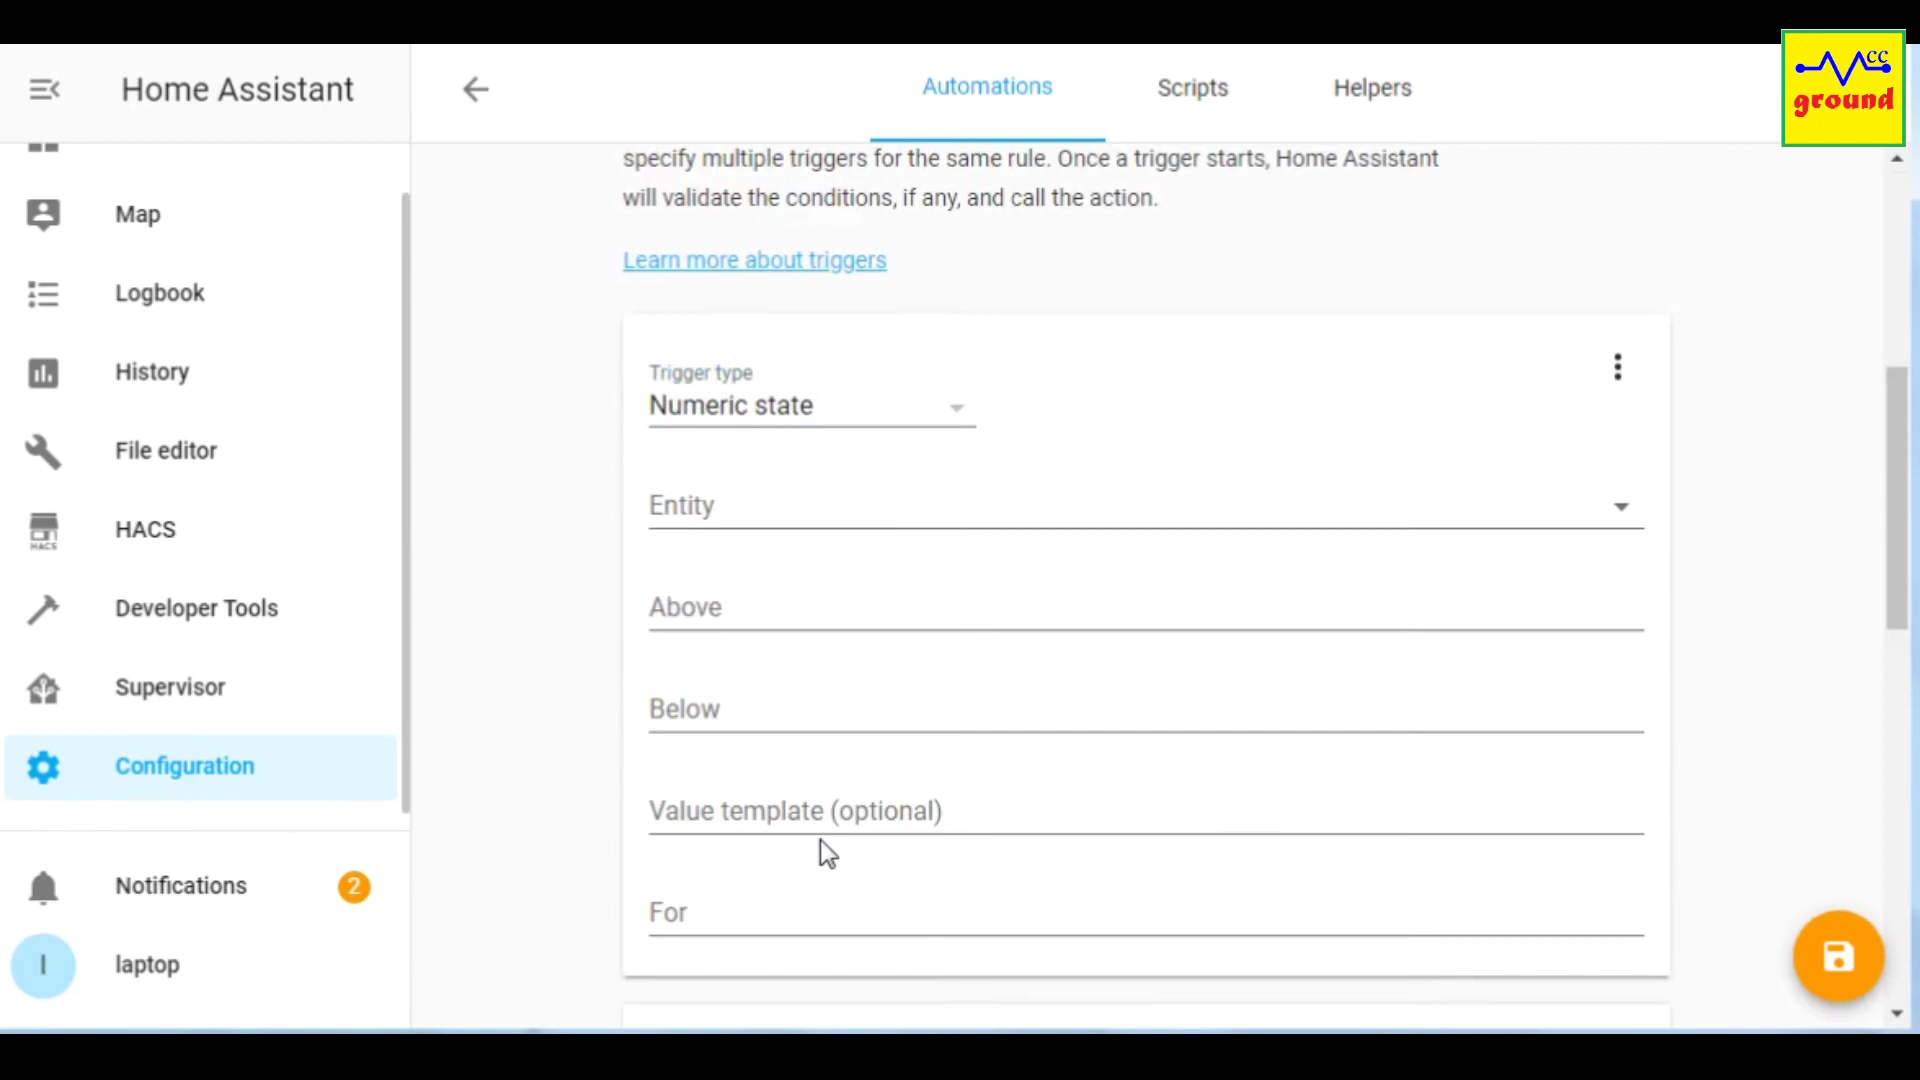 Home Assistant
Automations
Scripts
Helpers
cc
ground
specify multiple triggers for the same rule. Once a trigger starts, Home Assistant
will validate the conditions, if any, and call the action.
Learn more about triggers
Map
Logbook
History
File editor
HACS
HACS
Developer Tools
Supervisor
Configuration
Notifications
2
l
laptop
Trigger type
Numeric state
Entity
Above
Below
Value template (optional)
For